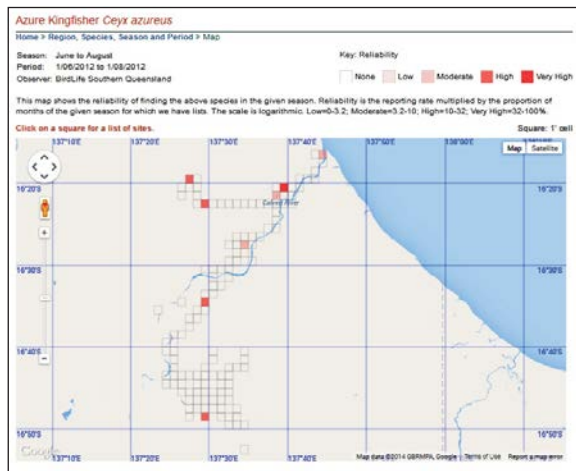 Azure Kingfisher Ceyx azureus
Home > Region, Species, Season and Period > Map
Season: June to August
Period: 1/06/2012 to 1/08/2012
Observer: BirdLife Southern Queensland
Key: Reliability
None Low Moderate High Very High
This map shows the reliability of finding the above species in the given season. Reliability is the reporting rate multiplied by the proportion of
months of the given season for which we have lists. The scale is logarithmic. Low=0-3.2; Moderate=3.2-10; High=10-32; Very High=32-100%.
Click on a square for a list of sites.
Square: 1' cell
137°10'E 137°20'E 137°30'E 137°40'E 137°50'E 138°00'E 138°10'E
Map Satellite
16°20'S 16°20'S
Calvert River
16°30'S 16°30'S
16°40'S 16°40'S
16°50'S 16°50'S
Google
Map data ©2014 GBRMPA, Google Terms of Use Report a map error
137°10'E 137°20'E 137°30'E 137°40'E 137°50'E 138°00'E 138°10'E